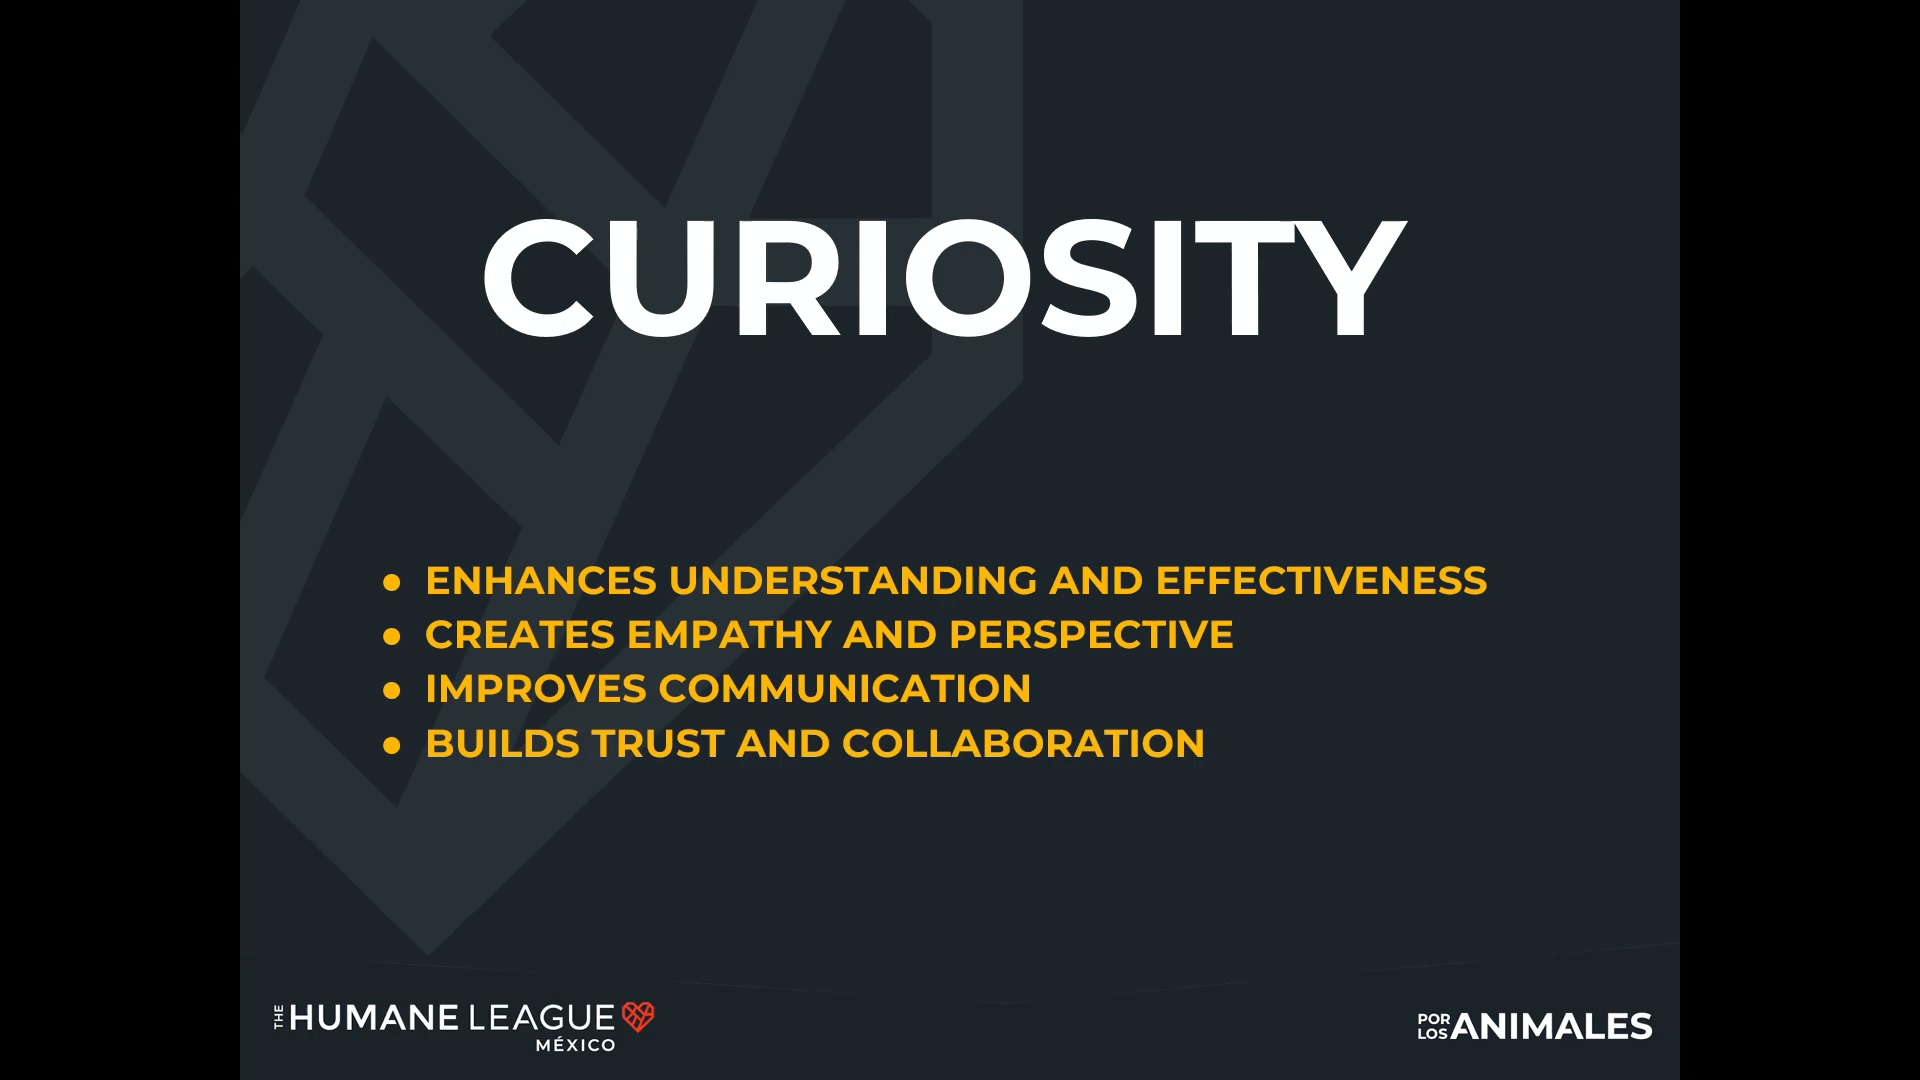 CURIOSITY
● ENHANCES UNDERSTANDING AND EFFECTIVENESS
● CREATES EMPATHY AND PERSPECTIVE
● IMPROVES COMMUNICATION
● BUILDS TRUST AND COLLABORATION
THE HUMANE LEAGUE
MÉXICO
POR LOS ANIMALES